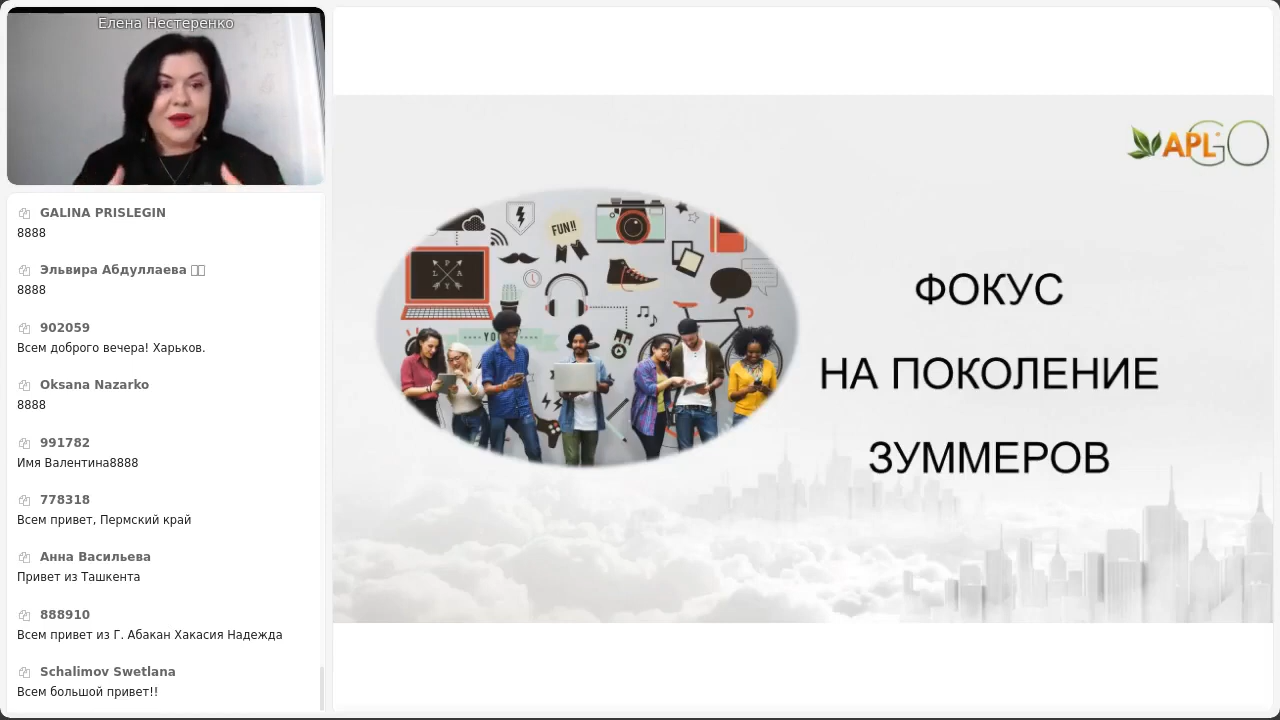 Елена Нестеренко
GALINA PRISLEGIN
8888
Эльвира Абдуллаева
8888
902059
Всем доброго вечера! Харьков.
Oksana Nazarko
8888
991782
Имя Валентина8888
778318
Всем привет, Пермский край
Анна Васильева
Привет из Ташкента
888910
Всем привет из Г. Абакан Хакасия Надежда
Schalimov Swetlana
Всем большой привет!!
APLGO
FUN!!
PLAY
ФОКУС
НА ПОКОЛЕНИЕ
ЗУММЕРОВ